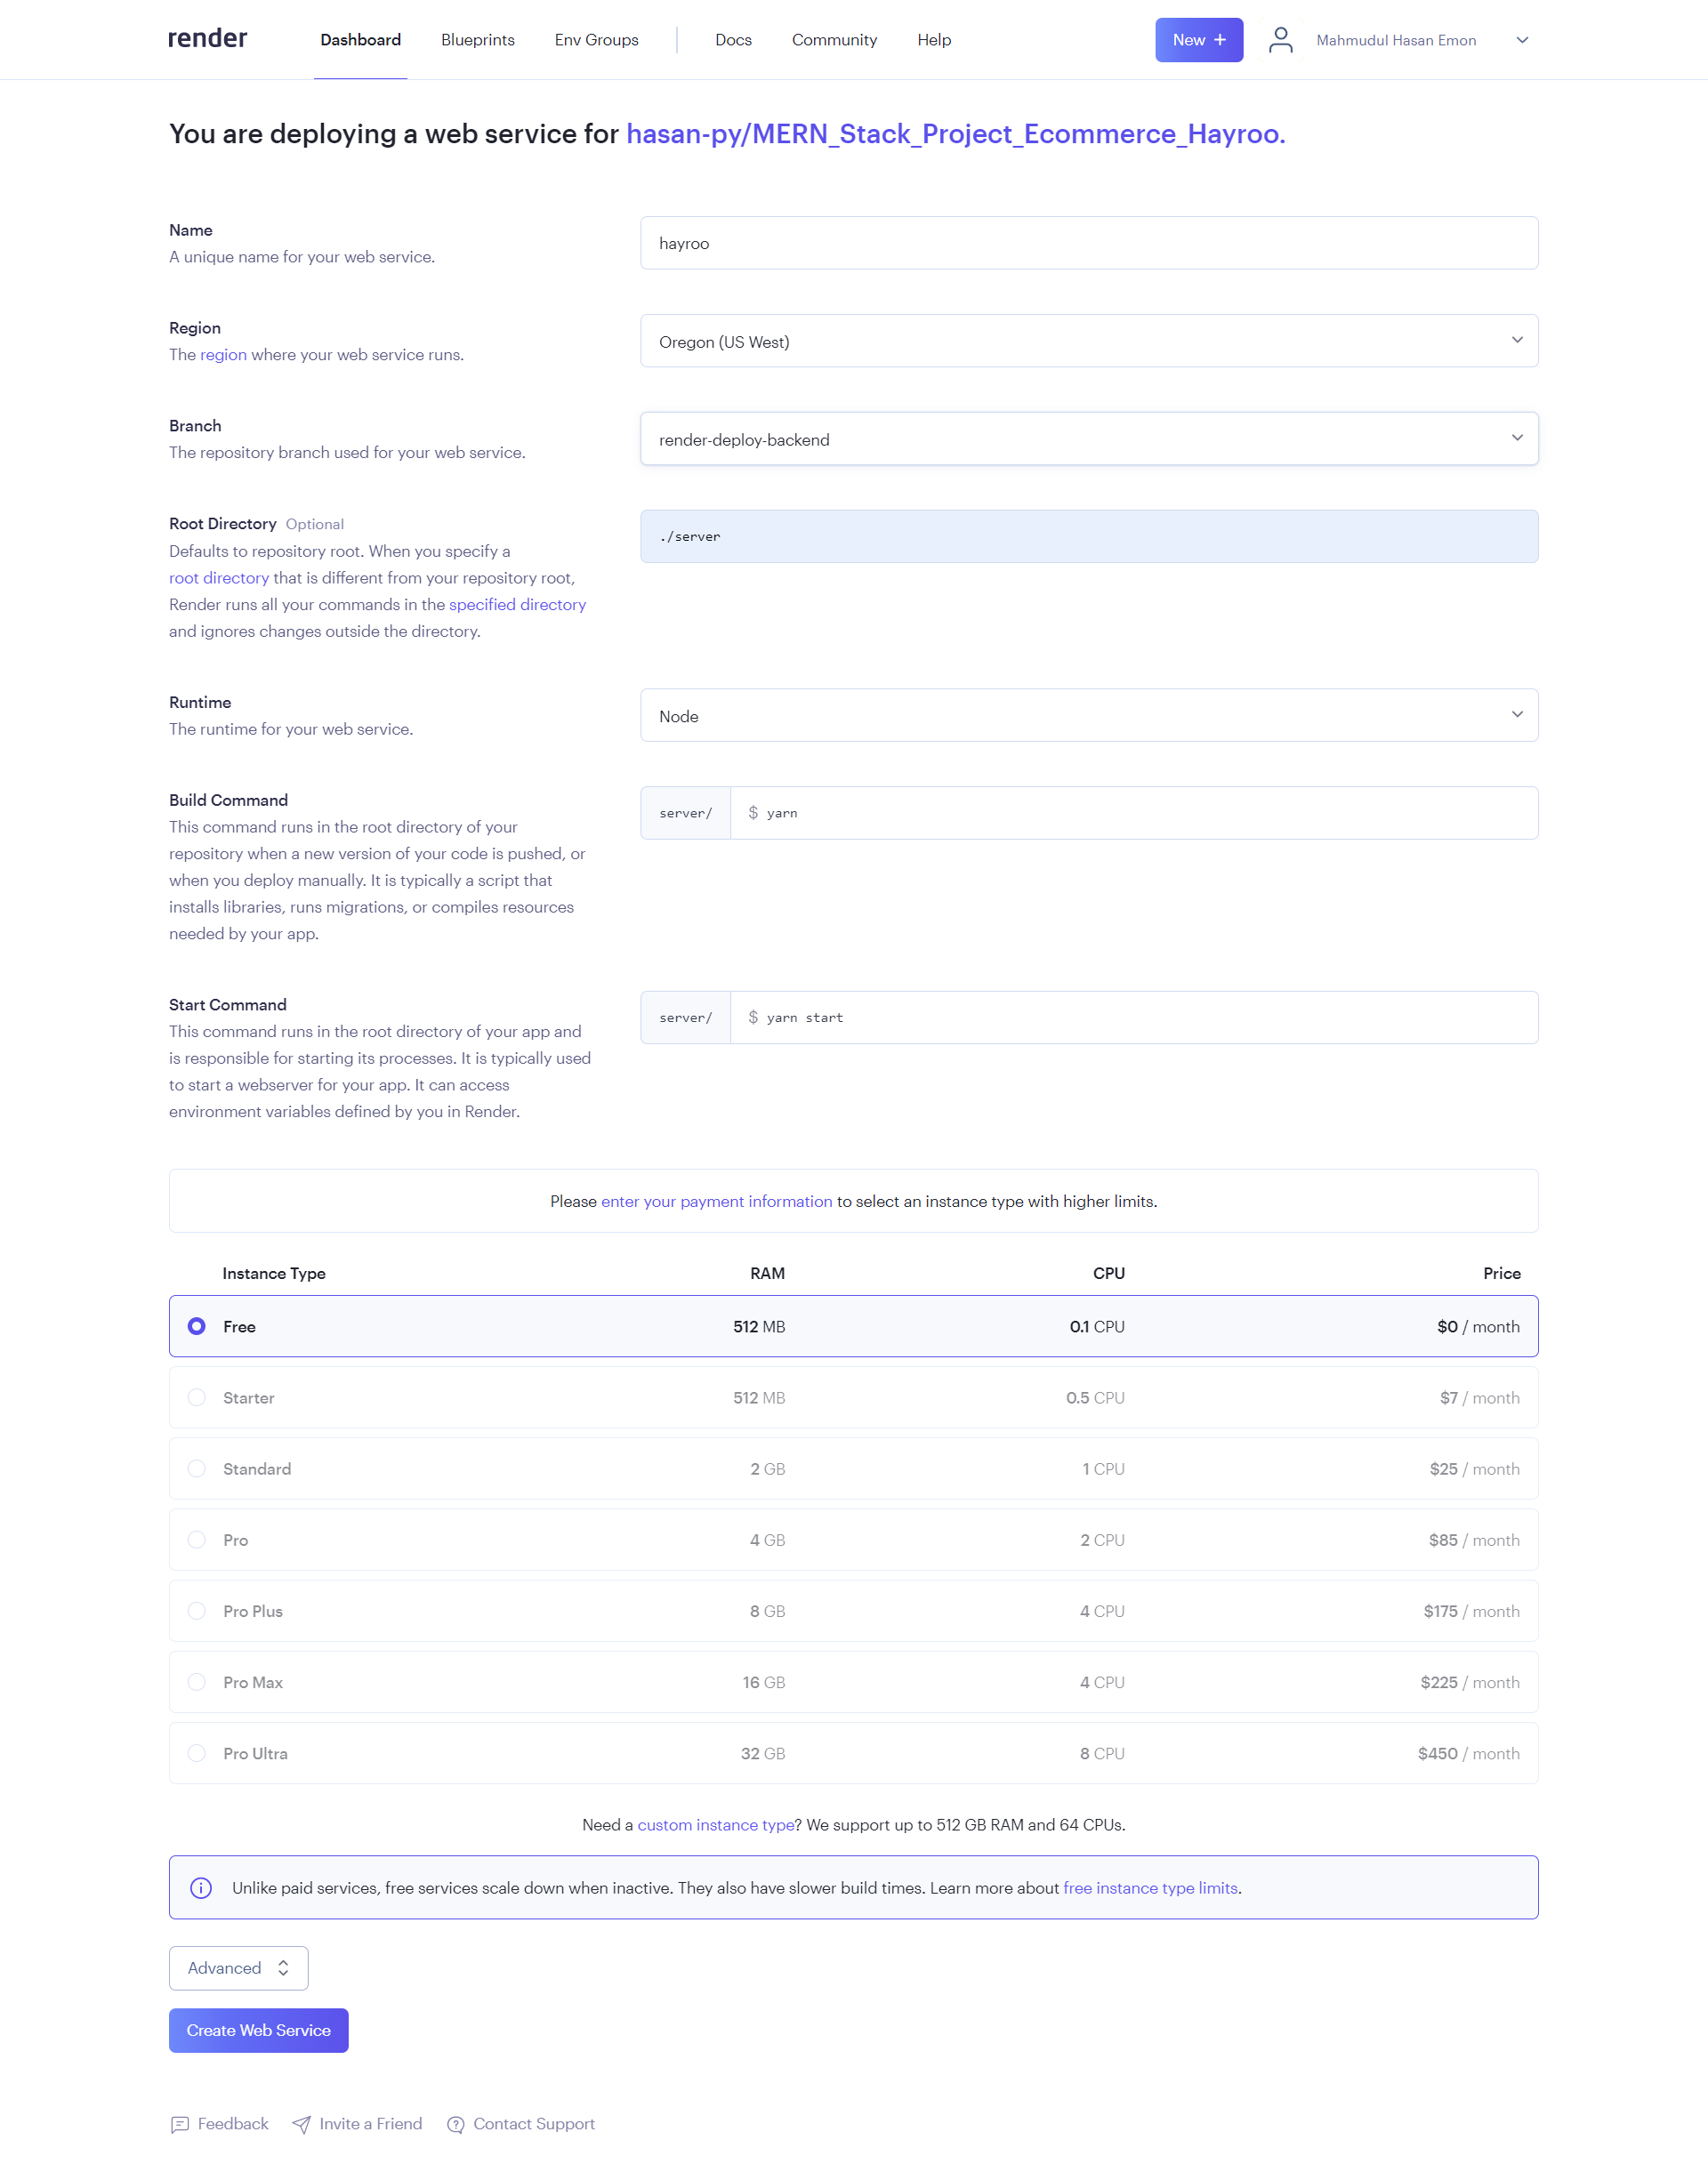 render
Dashboard
Blueprints
Env Groups
Docs
Community
Help
New +
Mahmudul Hasan Emon
You are deploying a web service for hasan-py/MERN_Stack_Project_Ecommerce_Hayroo.
Name
A unique name for your web service.
hayroo
Region
The region where your web service runs.
Oregon (US West)
Branch
The repository branch used for your web service.
render-deploy-backend
Root Directory Optional
Defaults to repository root. When you specify a
root directory that is different from your repository root,
Render runs all your commands in the specified directory
and ignores changes outside the directory.
./server
Runtime
The runtime for your web service.
Node
Build Command
This command runs in the root directory of your
repository when a new version of your code is pushed, or
when you deploy manually. It is typically a script that
installs libraries, runs migrations, or compiles resources
needed by your app.
server/ $ yarn
Start Command
This command runs in the root directory of your app and
is responsible for starting its processes. It is typically used
to start a webserver for your app. It can access
environment variables defined by you in Render.
server/ $ yarn start
Please enter your payment information to select an instance type with higher limits.
Instance Type RAM CPU Price
Free 512 MB 0.1 CPU $0 / month
Starter 512 MB 0.5 CPU $7 / month
Standard 2 GB 1 CPU $25 / month
Pro 4 GB 2 CPU $85 / month
Pro Plus 8 GB 4 CPU $175 / month
Pro Max 16 GB 4 CPU $225 / month
Pro Ultra 32 GB 8 CPU $450 / month
Need a custom instance type? We support up to 512 GB RAM and 64 CPUs.
Unlike paid services, free services scale down when inactive. They also have slower build times. Learn more about free instance type limits.
Advanced
Create Web Service
Feedback
Invite a Friend
Contact Support